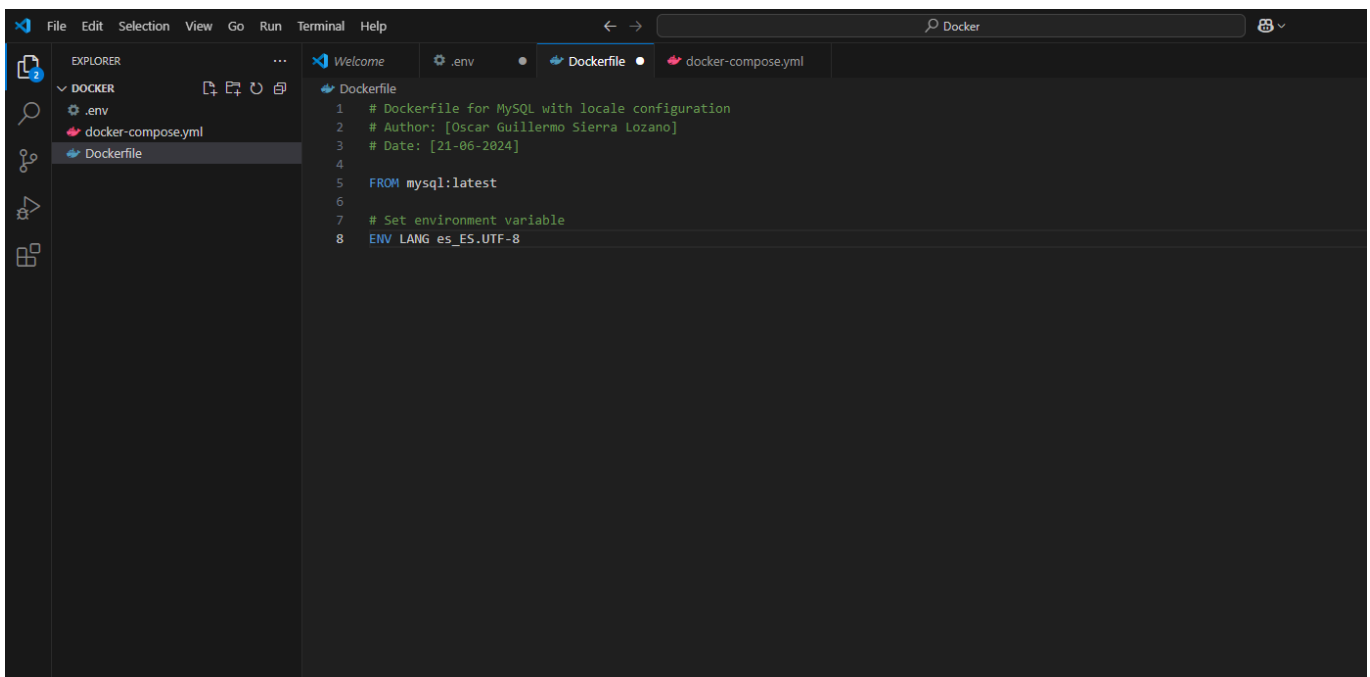 File Edit Selection View Go Run Terminal Help
Docker
EXPLORER
Welcome
.env
Dockerfile
docker-compose.yml
DOCKER
.env
docker-compose.yml
Dockerfile
2
Dockerfile
1 # Dockerfile for MySQL with locale configuration
2 # Author: [Oscar Guillermo Sierra Lozano]
3 # Date: [21-06-2024]
4
5 FROM mysql:latest
6
7 # Set environment variable
8 ENV LANG es_ES.UTF-8